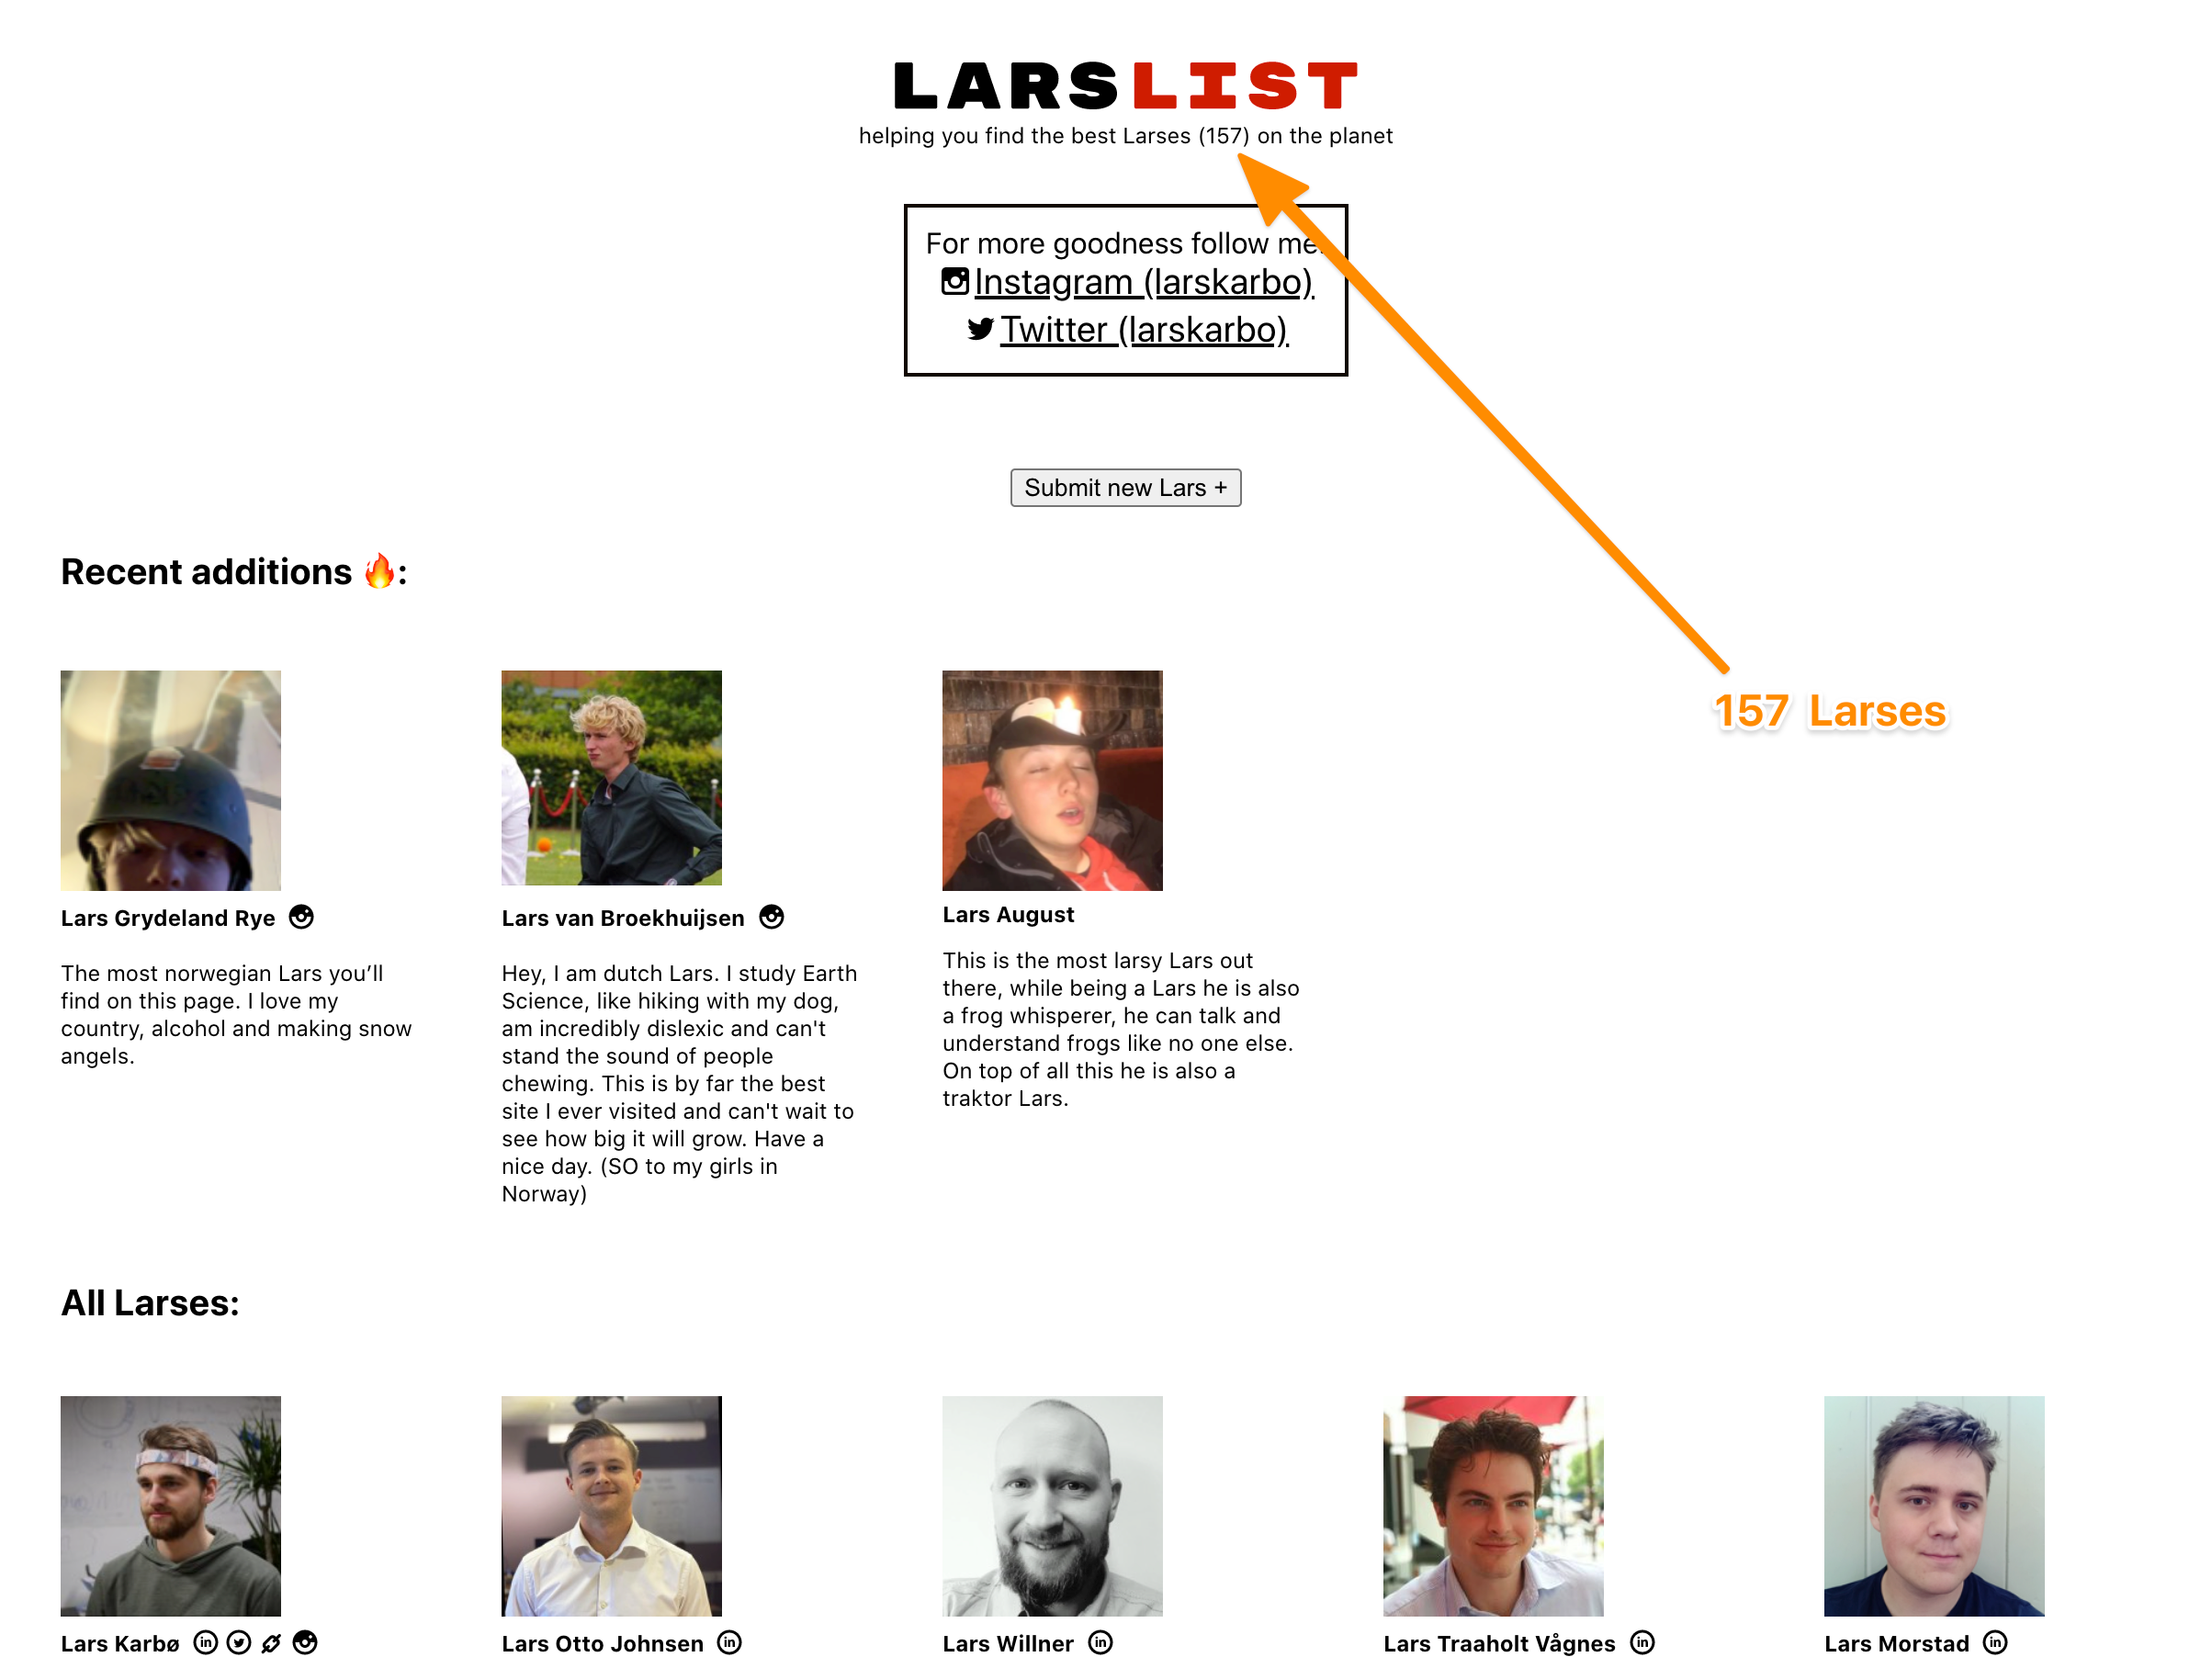 LARSLIST
helping you find the best Larses (157) on the planet
For more goodness follow me
Instagram (larskarbo)
Twitter (larskarbo)
Submit new Lars +
Recent additions 🔥:
157 Larses
Lars Grydeland Rye
The most norwegian Lars you’ll
find on this page. I love my
country, alcohol and making snow
angels.
Lars van Broekhuijsen
Hey, I am dutch Lars. I study Earth
Science, like hiking with my dog,
am incredibly dislexic and can't
stand the sound of people
chewing. This is by far the best
site I ever visited and can't wait to
see how big it will grow. Have a
nice day. (SO to my girls in
Norway)
Lars August
This is the most larsy Lars out
there, while being a Lars he is also
a frog whisperer, he can talk and
understand frogs like no one else.
On top of all this he is also a
traktor Lars.
All Larses:
Lars Karbø in
Lars Otto Johnsen in
Lars Willner in
Lars Traaholt Vågnes in
Lars Morstad in